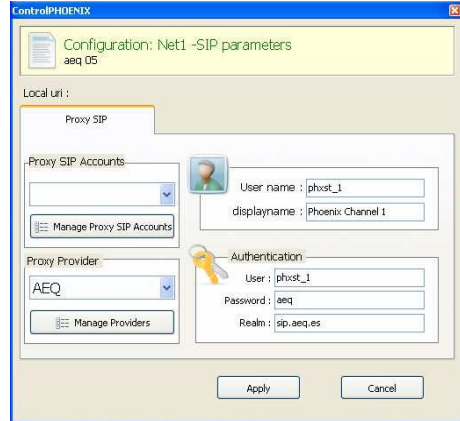 ControlPHOENIX
Configuration: Net1 -SIP parameters
aeq 05
Local uri :
Proxy SIP
Proxy SIP Accounts
Manage Proxy SIP Accounts
User name : phxst_1
displayname : Phoenix Channel 1
Proxy Provider
AEQ
Manage Providers
Authentication
User : phxst_1
Password : aeq
Realm : sip.aeq.es
Apply
Cancel